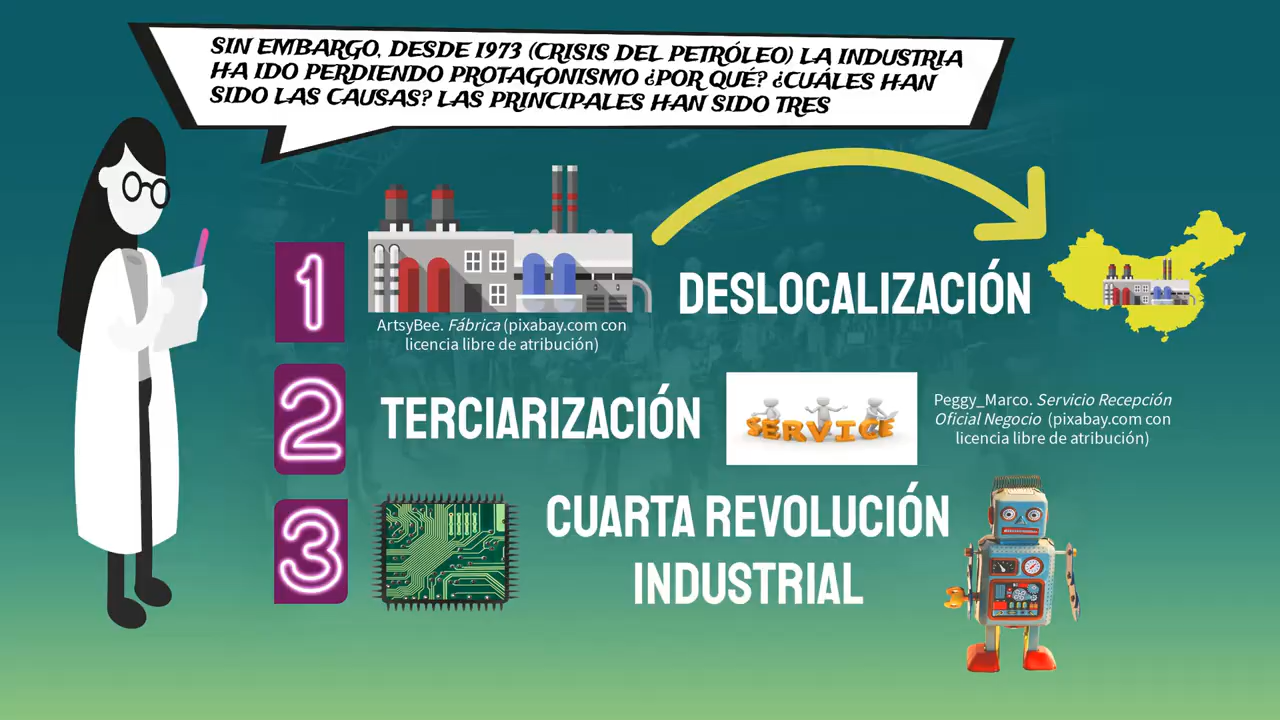 SIN EMBARGO, DESDE 1973 (CRISIS DEL PETRÓLEO) LA INDUSTRIA
HA IDO PERDIENDO PROTAGONISMO ¿POR QUÉ? ¿CUÁLES HAN
SIDO LAS CAUSAS? LAS PRINCIPALES HAN SIDO TRES
1
DESLOCALIZACIÓN
ArtsyBee. Fábrica (pixabay.com con
licencia libre de atribución)
2
TERCIARIZACIÓN
SERVICE
Peggy_Marco. Servicio Recepción
Oficial Negocio (pixabay.com con
licencia libre de atribución)
3
CUARTA REVOLUCIÓN
INDUSTRIAL